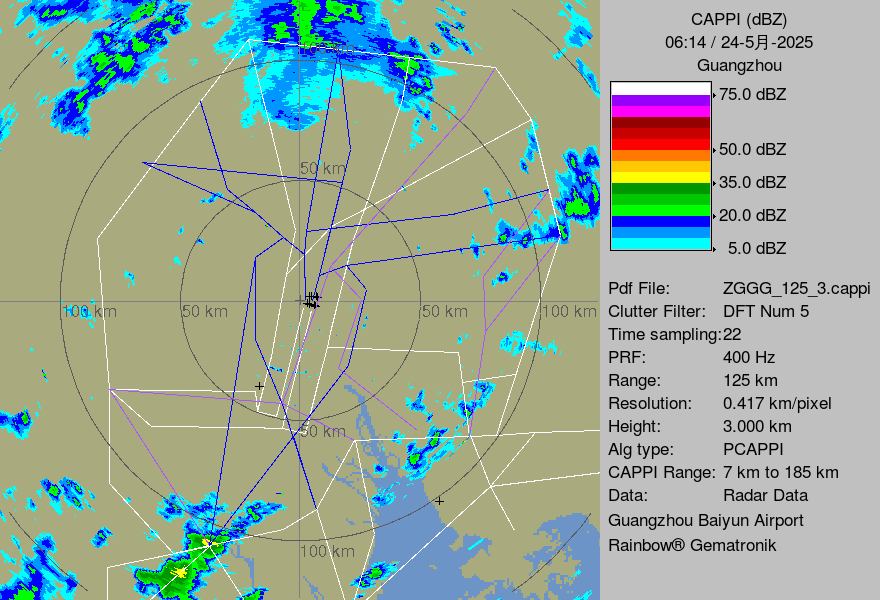 CAPPI (dBZ)
06:14 / 24-5月-2025
Guangzhou
75.0 dBZ
50.0 dBZ
35.0 dBZ
20.0 dBZ
5.0 dBZ
Pdf File: ZGGG_125_3.cappi
Clutter Filter: DFT Num 5
Time sampling:22
PRF: 400 Hz
Range: 125 km
Resolution: 0.417 km/pixel
Height: 3.000 km
Alg type: PCAPPI
CAPPI Range: 7 km to 185 km
Data: Radar Data
Guangzhou Baiyun Airport
Rainbow® Gematronik
50 km
100 km
50 km
50 km
100 km
50 km
100 km